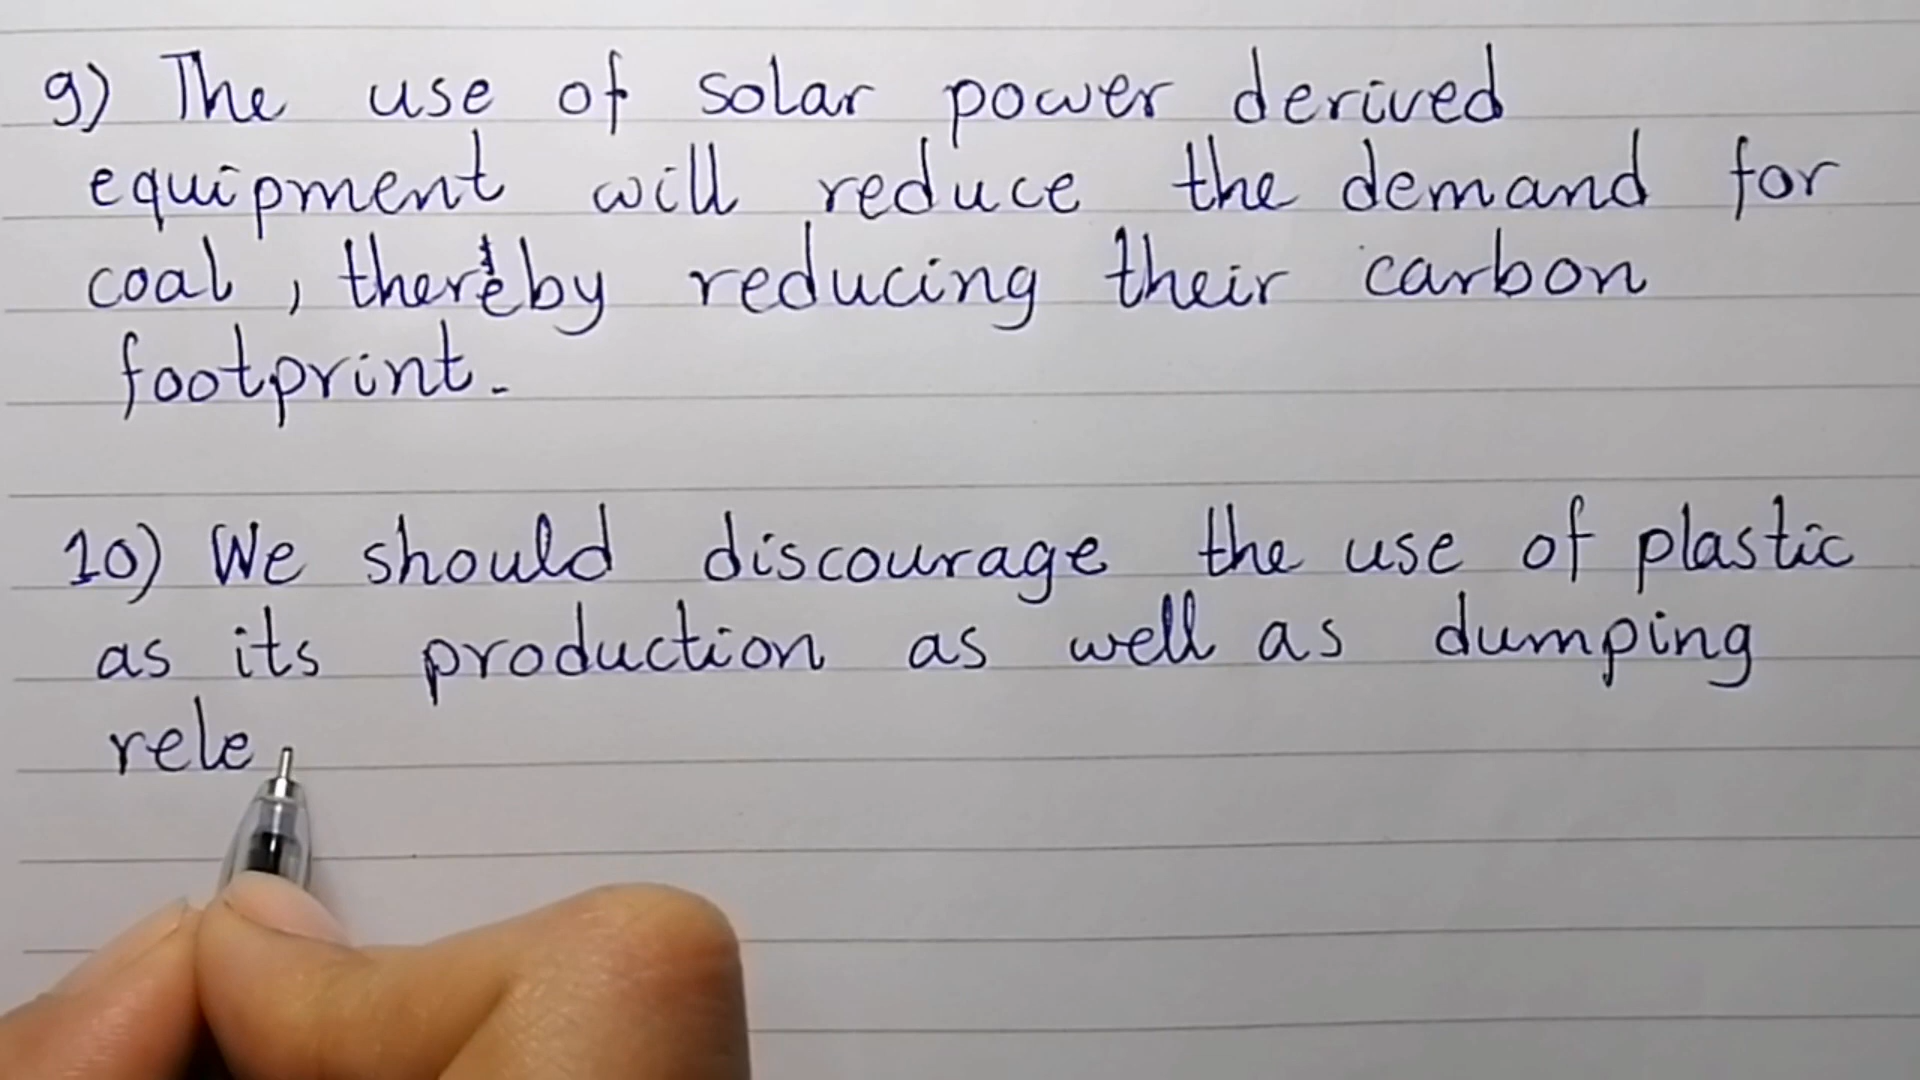 9) The use of solar power derived
equipment will reduce the demand for
coal, thereby reducing their carbon
footprint.
10) We should discourage the use of plastic
as its production as well as dumping
rele